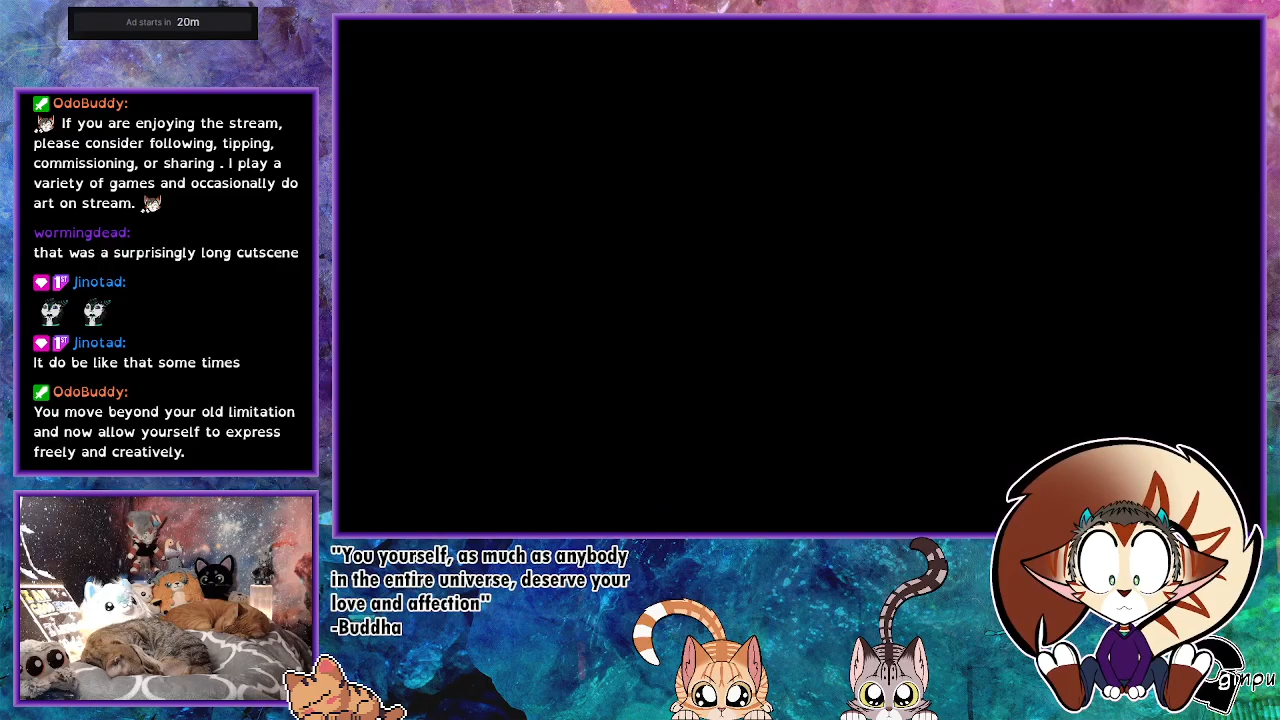 Ad starts in 20m
OdoBuddy:
If you are enjoying the stream,
please consider following, tipping,
commissioning, or sharing . I play a
variety of games and occasionally do
art on stream.
wormingdead:
that was a surprisingly long cutscene
1ST Jinotad:
1ST Jinotad:
It do be like that some times
OdoBuddy:
You move beyond your old limitation
and now allow yourself to express
freely and creatively.
"You yourself, as much as anybody
in the entire universe, deserve your
love and affection"
-Buddha